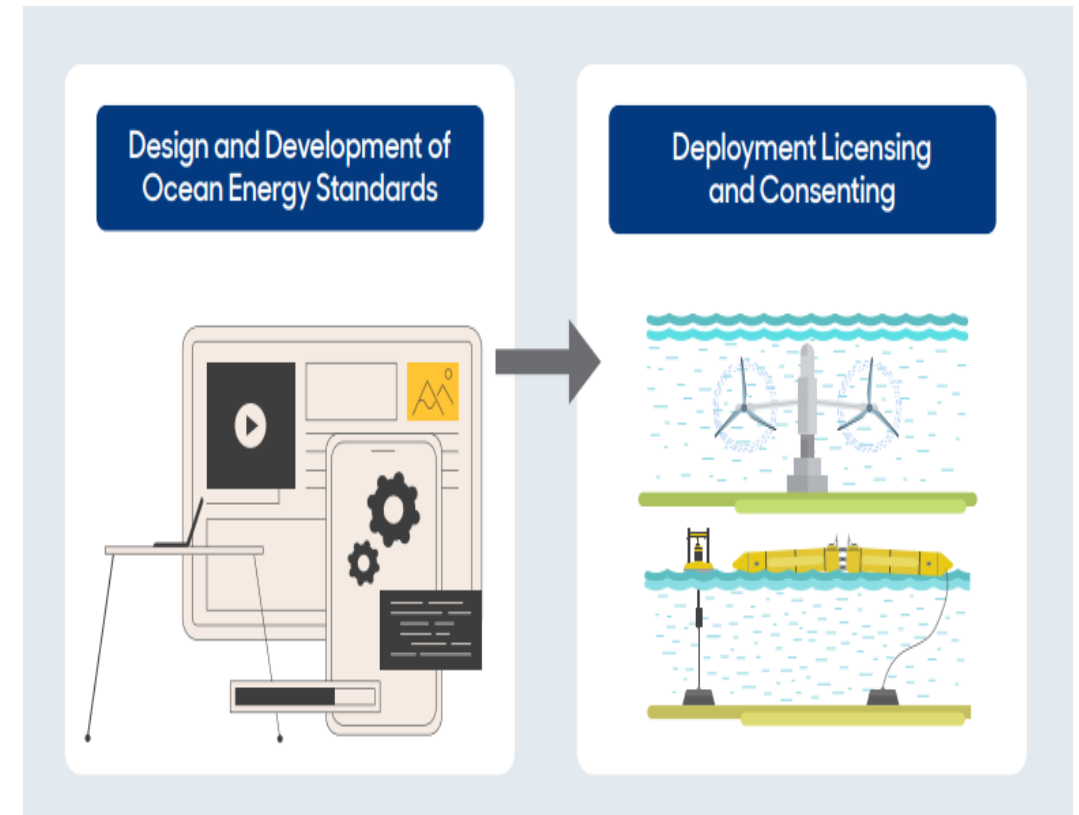 Design and Development of
Ocean Energy Standards
Deployment Licensing
and Consenting